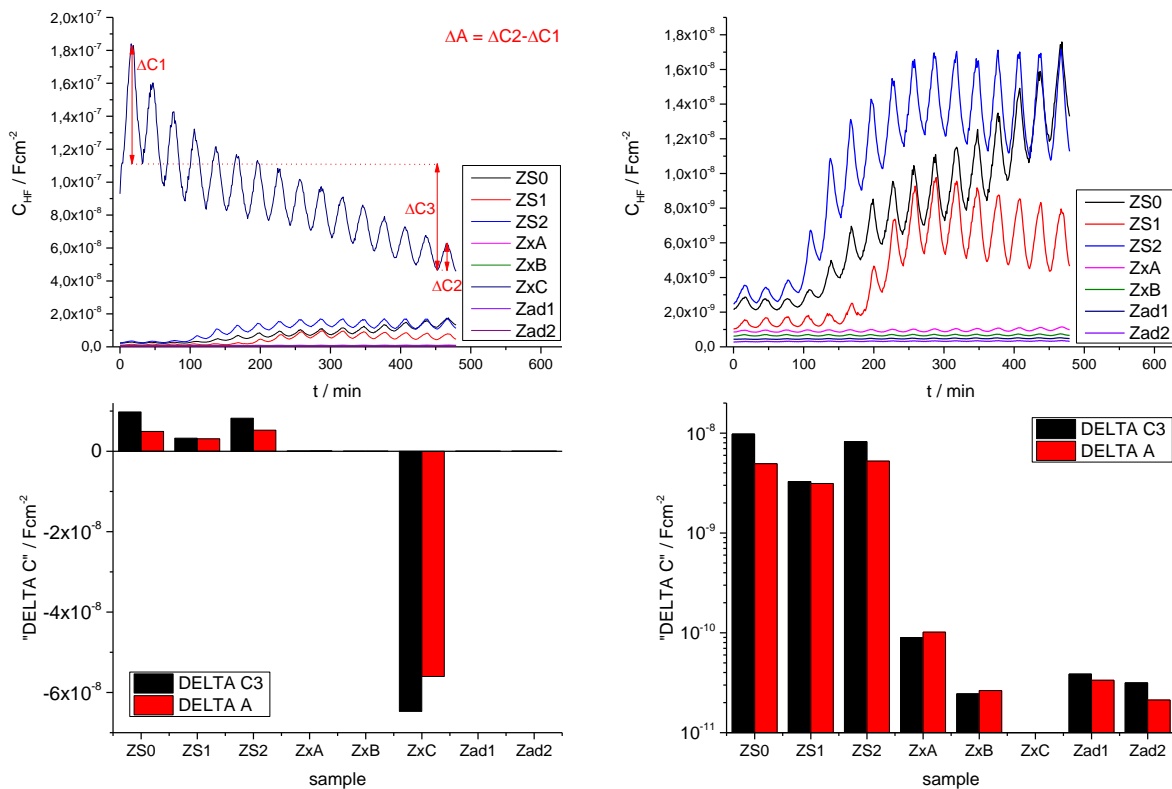 2,0x10⁻⁷
1,8x10⁻⁷
1,6x10⁻⁷
1,4x10⁻⁷
1,2x10⁻⁷
1,0x10⁻⁷
8,0x10⁻⁸
6,0x10⁻⁸
4,0x10⁻⁸
2,0x10⁻⁸
0,0
C_HF / Fcm⁻²
ΔA = ΔC2-ΔC1
ΔC1
ΔC3
ΔC2
ZS0
ZS1
ZS2
ZxA
ZxB
ZxC
Zad1
Zad2
0 100 200 300 400 500 600
t / min
1,8x10⁻⁸
1,6x10⁻⁸
1,4x10⁻⁸
1,2x10⁻⁸
1,0x10⁻⁸
8,0x10⁻⁹
6,0x10⁻⁹
4,0x10⁻⁹
2,0x10⁻⁹
0,0
C_HF / Fcm⁻²
ZS0
ZS1
ZS2
ZxA
ZxB
Zad1
Zad2
0 100 200 300 400 500 600
t / min
0
-2x10⁻⁸
-4x10⁻⁸
-6x10⁻⁸
"DELTA C" / Fcm⁻²
DELTA C3
DELTA A
ZS0 ZS1 ZS2 ZxA ZxB ZxC Zad1 Zad2
sample
10⁻⁸
10⁻⁹
10⁻¹⁰
10⁻¹¹
"DELTA C" / Fcm⁻²
DELTA C3
DELTA A
ZS0 ZS1 ZS2 ZxA ZxB ZxC Zad1 Zad2
sample